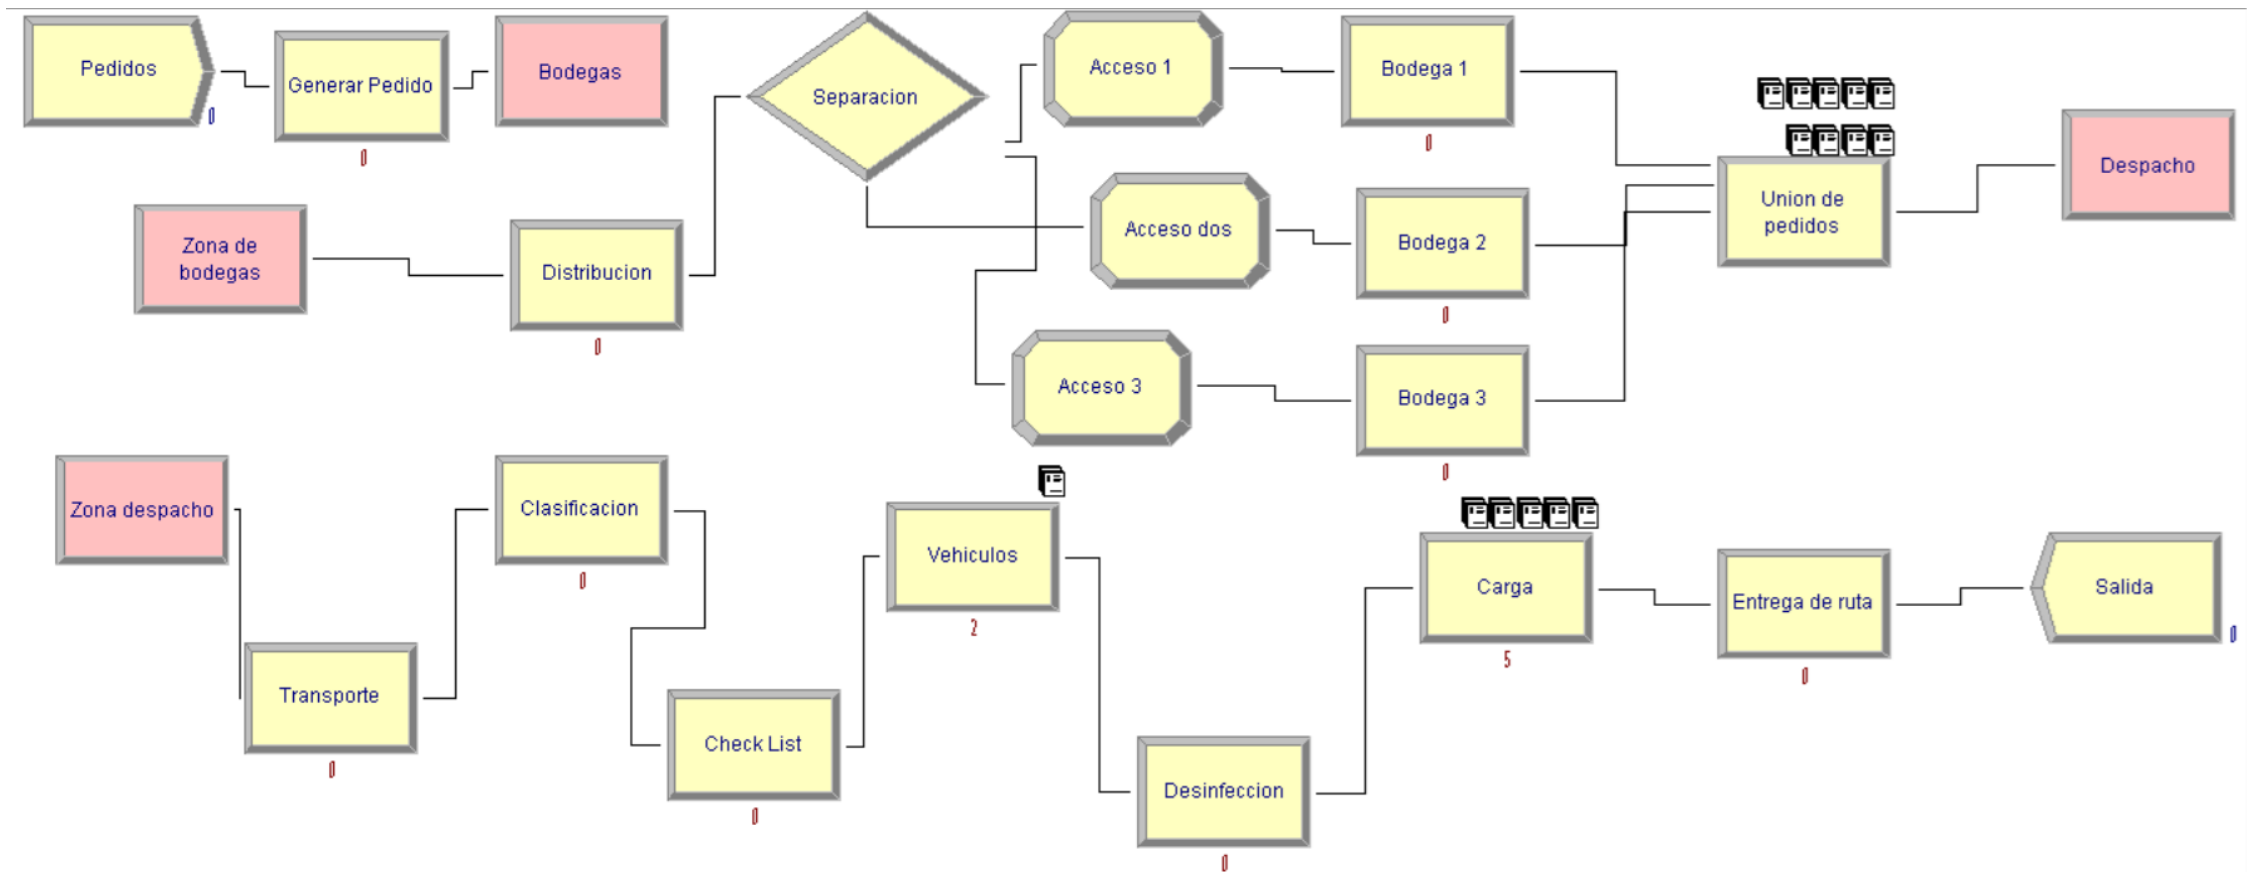 Pedidos
0
Generar Pedido
0
Bodegas
Separacion
Acceso 1
Bodega 1
0
Zona de
bodegas
Distribucion
0
Acceso dos
Bodega 2
0
Acceso 3
Bodega 3
0
Union de
pedidos
Despacho
Zona despacho
Transporte
0
Clasificacion
0
Check List
0
Vehiculos
2
Desinfeccion
0
Carga
5
Entrega de ruta
0
Salida
0